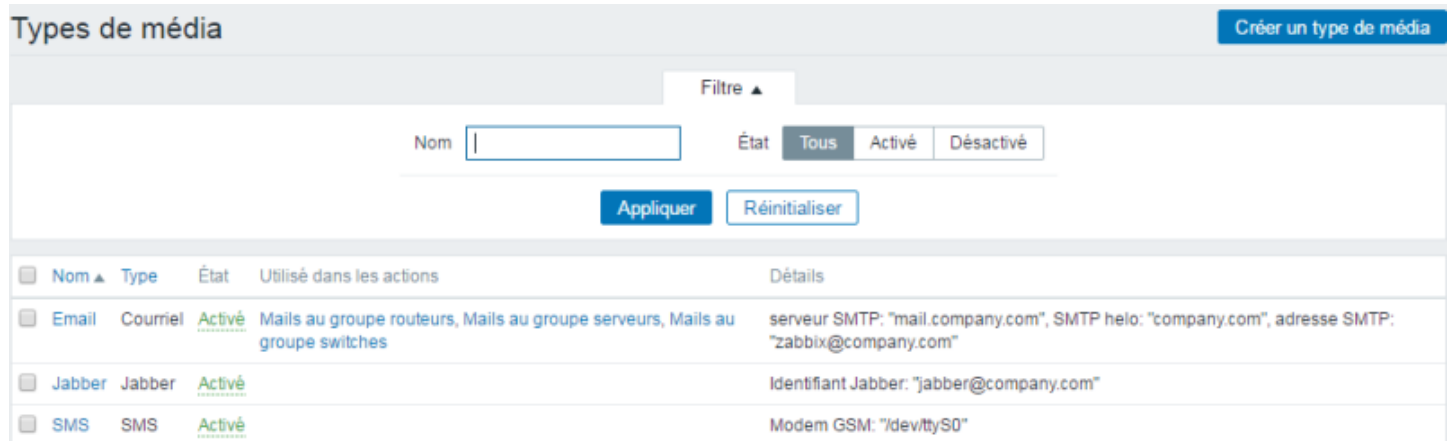 Types de média
Créer un type de média
Filtre ▲
Nom
État Tous Activé Désactivé
Appliquer Réinitialiser
Nom ▲ Type État Utilisé dans les actions Détails
Email Courriel Activé Mails au groupe routeurs, Mails au groupe serveurs, Mails au groupe switches serveur SMTP: "mail.company.com", SMTP helo: "company.com", adresse SMTP: "zabbix@company.com"
Jabber Jabber Activé Identifiant Jabber: "jabber@company.com"
SMS SMS Activé Modem GSM: "/dev/ttyS0"